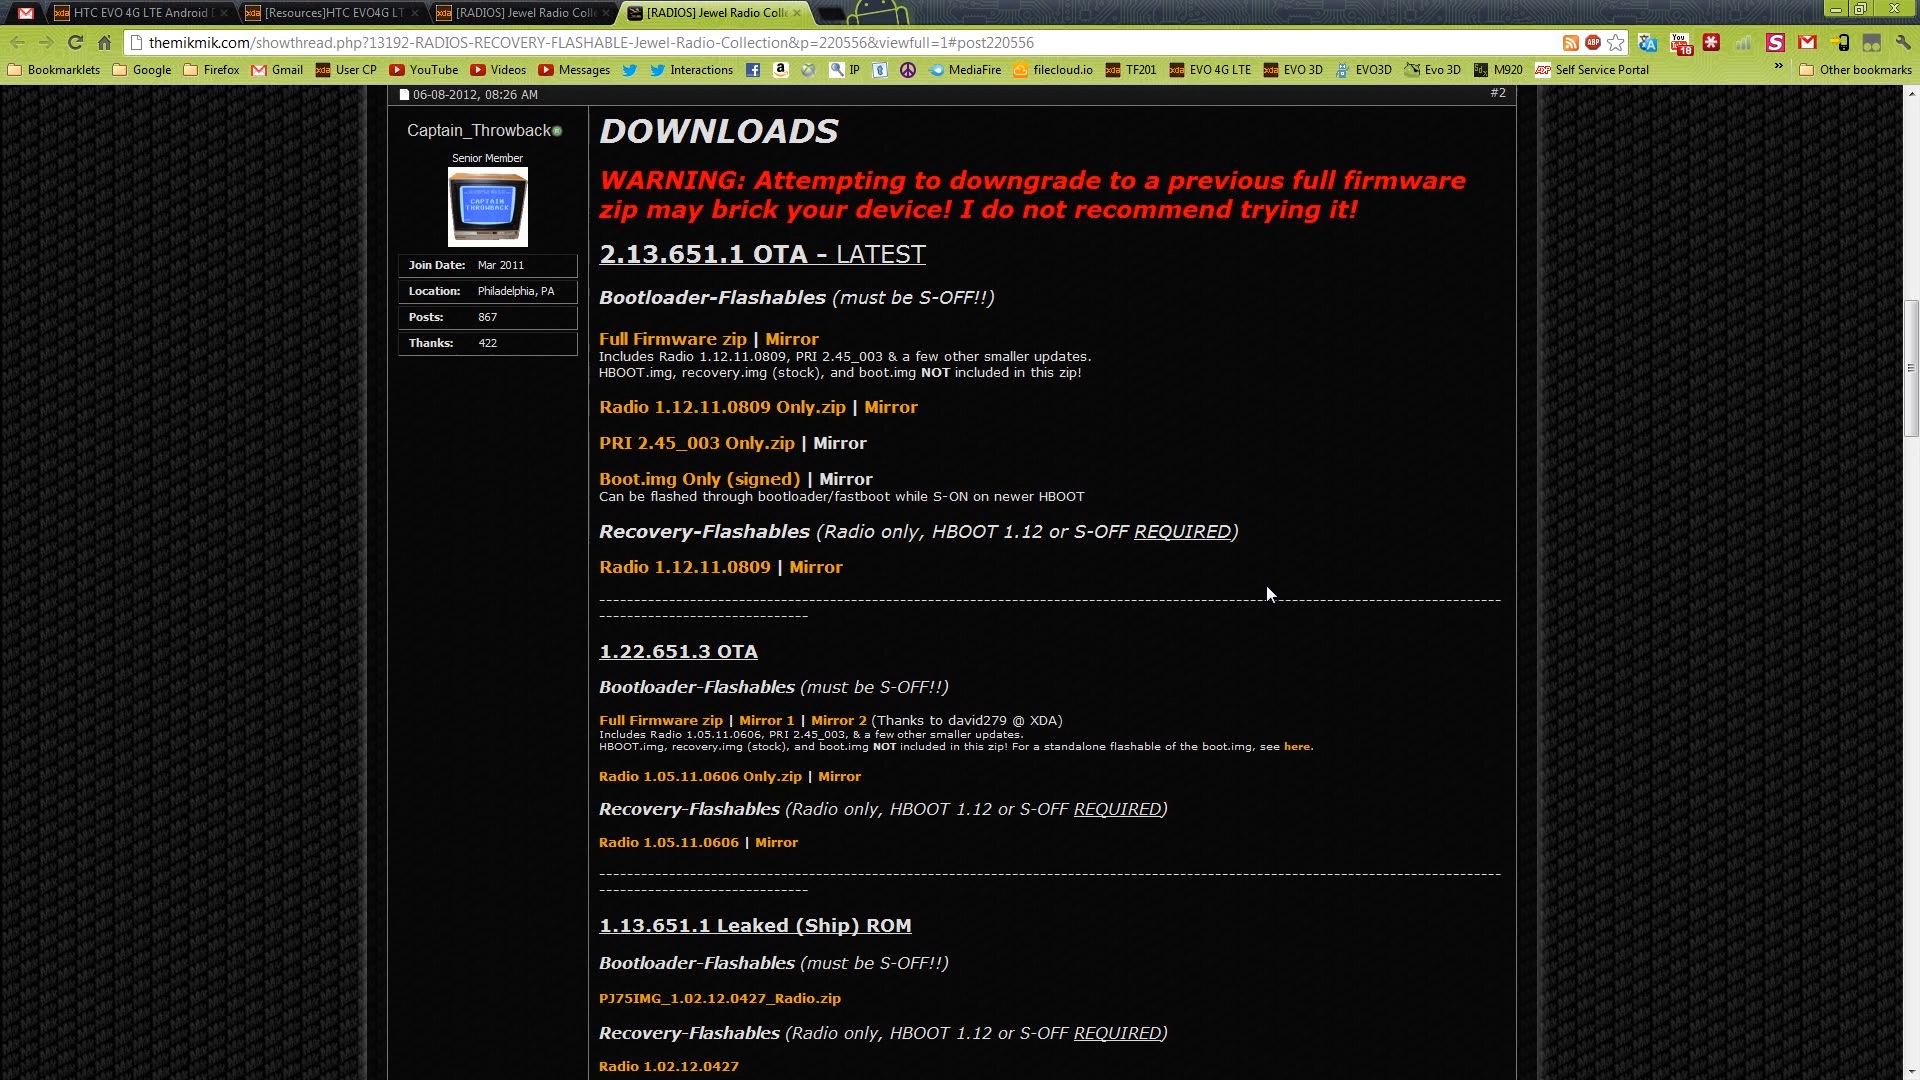 HTC EVO 4G LTE Android
[Resources]HTC EVO4G LT
[RADIOS] Jewel Radio Coll
[RADIOS] Jewel Radio Coll
themikmik.com/showthread.php?13192-RADIOS-RECOVERY-FLASHABLE-Jewel-Radio-Collection&p=220556&viewfull=1#post220556
Bookmarklets Google Firefox Gmail User CP YouTube Videos Messages Interactions IP MediaFire filecloud.io TF201 EVO 4G LTE EVO 3D EVO3D Evo 3D M920 Self Service Portal » Other bookmarks
06-08-2012, 08:26 AM
#2
Captain_Throwback
Senior Member
CAPTAIN
THROWBACK
Join Date: Mar 2011
Location: Philadelphia, PA
Posts: 867
Thanks: 422
DOWNLOADS
WARNING: Attempting to downgrade to a previous full firmware
zip may brick your device! I do not recommend trying it!
2.13.651.1 OTA - LATEST
Bootloader-Flashables (must be S-OFF!!)
Full Firmware zip | Mirror
Includes Radio 1.12.11.0809, PRI 2.45_003 & a few other smaller updates.
HBOOT.img, recovery.img (stock), and boot.img NOT included in this zip!
Radio 1.12.11.0809 Only.zip | Mirror
PRI 2.45_003 Only.zip | Mirror
Boot.img Only (signed) | Mirror
Can be flashed through bootloader/fastboot while S-ON on newer HBOOT
Recovery-Flashables (Radio only, HBOOT 1.12 or S-OFF REQUIRED)
Radio 1.12.11.0809 | Mirror
1.22.651.3 OTA
Bootloader-Flashables (must be S-OFF!!)
Full Firmware zip | Mirror 1 | Mirror 2 (Thanks to david279 @ XDA)
Includes Radio 1.05.11.0606, PRI 2.45_003, & a few other smaller updates.
HBOOT.img, recovery.img (stock), and boot.img NOT included in this zip! For a standalone flashable of the boot.img, see here.
Radio 1.05.11.0606 Only.zip | Mirror
Recovery-Flashables (Radio only, HBOOT 1.12 or S-OFF REQUIRED)
Radio 1.05.11.0606 | Mirror
1.13.651.1 Leaked (Ship) ROM
Bootloader-Flashables (must be S-OFF!!)
PJ75IMG_1.02.12.0427_Radio.zip
Recovery-Flashables (Radio only, HBOOT 1.12 or S-OFF REQUIRED)
Radio 1.02.12.0427